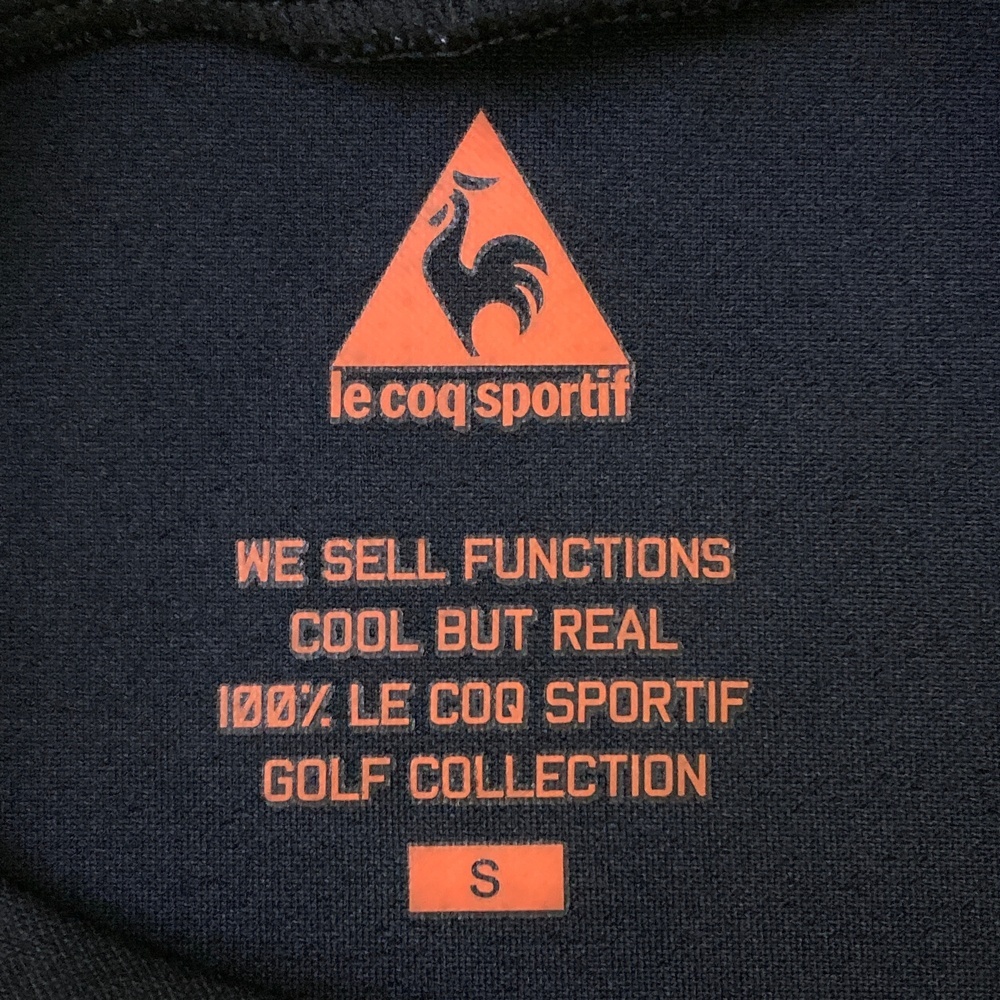 le coq sportif
WE SELL FUNCTIONS
COOL BUT REAL
100% LE COQ SPORTIF
GOLF COLLECTION
S